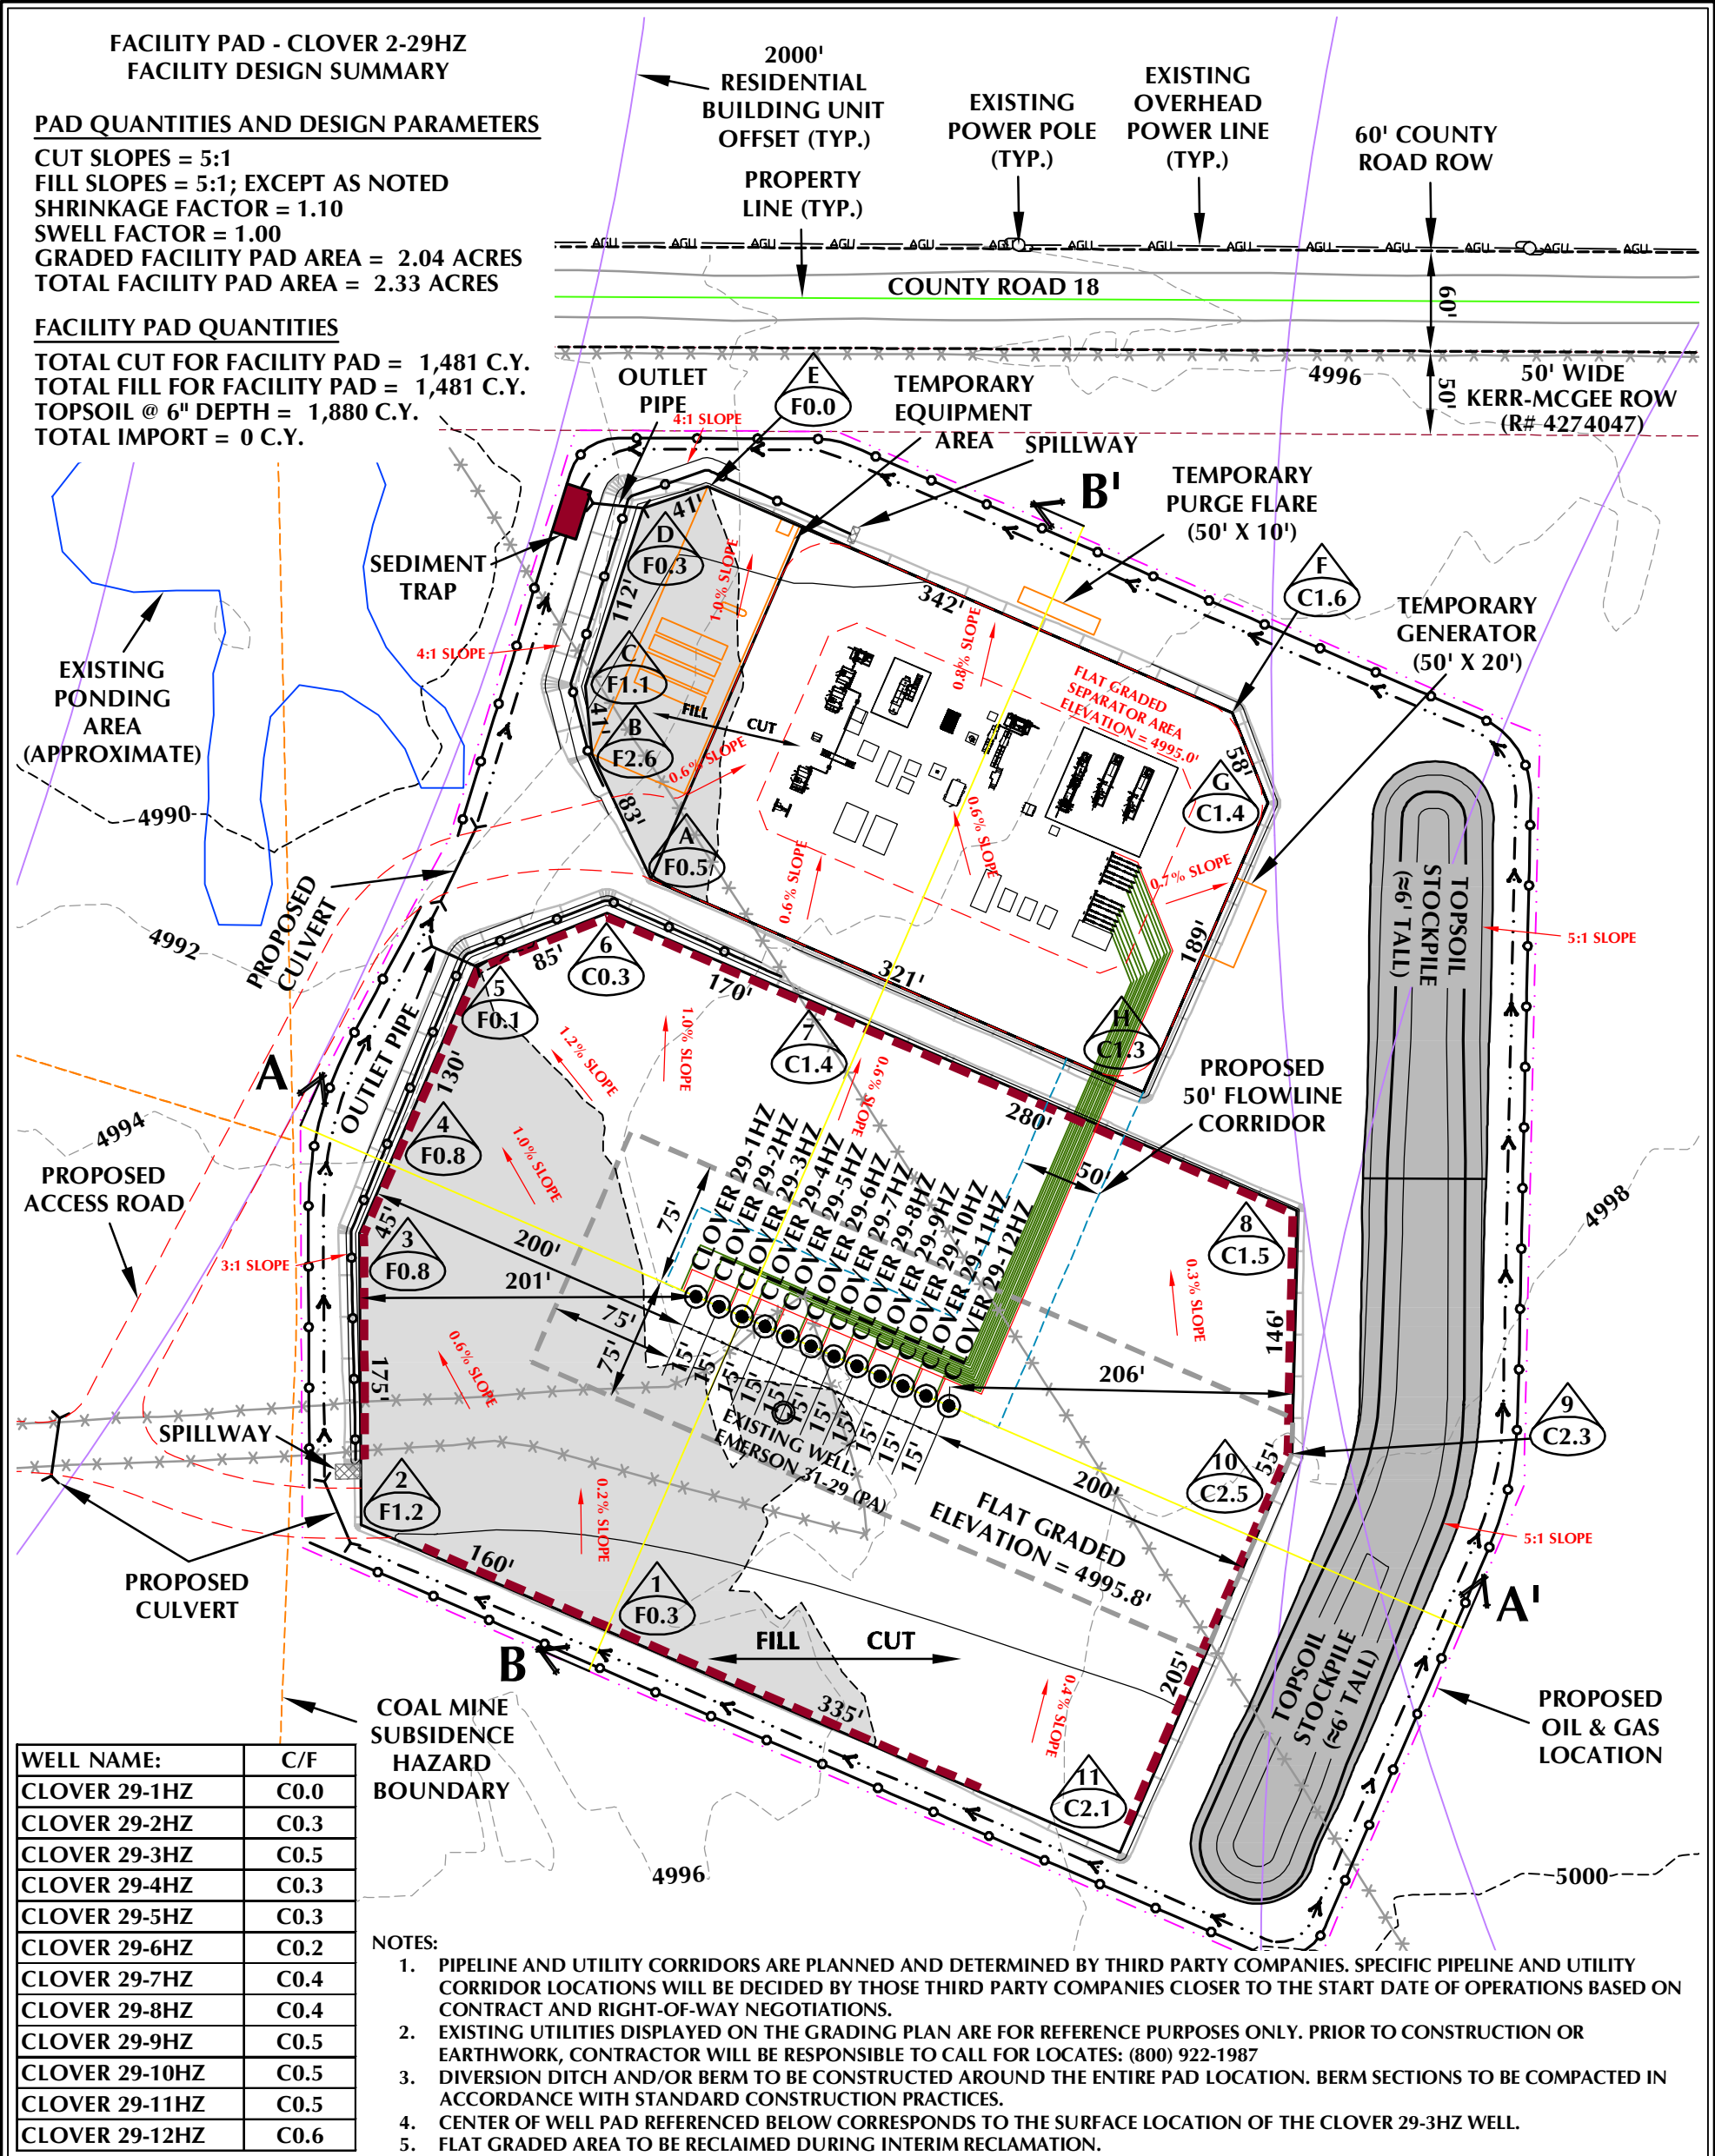 FACILITY PAD - CLOVER 2-29HZ
FACILITY DESIGN SUMMARY
PAD QUANTITIES AND DESIGN PARAMETERS
CUT SLOPES = 5:1
FILL SLOPES = 5:1; EXCEPT AS NOTED
SHRINKAGE FACTOR = 1.10
SWELL FACTOR = 1.00
GRADED FACILITY PAD AREA = 2.04 ACRES
TOTAL FACILITY PAD AREA = 2.33 ACRES
FACILITY PAD QUANTITIES
TOTAL CUT FOR FACILITY PAD = 1,481 C.Y.
TOTAL FILL FOR FACILITY PAD = 1,481 C.Y.
TOPSOIL @ 6" DEPTH = 1,880 C.Y.
TOTAL IMPORT = 0 C.Y.
2000'
RESIDENTIAL
BUILDING UNIT
OFFSET (TYP.)
PROPERTY
LINE (TYP.)
EXISTING
POWER POLE
(TYP.)
EXISTING
OVERHEAD
POWER LINE
(TYP.)
60' COUNTY
ROAD ROW
AGU AGU AGU AGU AGU AGU AGU AGU AGU AGU AGU AGU AGU AGU
COUNTY ROAD 18
60'
50'
4996
50' WIDE
KERR-MCGEE ROW
(R# 4274047)
OUTLET
PIPE
4:1 SLOPE
E
F0.0
TEMPORARY
EQUIPMENT
AREA
SPILLWAY
B'
TEMPORARY
PURGE FLARE
(50' X 10')
F
C1.6
TEMPORARY
GENERATOR
(50' X 20')
SEDIMENT
TRAP
41'
D
F0.3
1.0% SLOPE
112'
342'
0.8% SLOPE
FLAT GRADED
SEPARATOR AREA
ELEVATION = 4995.0'
4:1 SLOPE
C
F1.1
41'
B
F2.6
FILL
CUT
0.6% SLOPE
83'
A
F0.5
0.6% SLOPE
0.6% SLOPE
58'
G
C1.4
0.7% SLOPE
189'
EXISTING
PONDING
AREA
(APPROXIMATE)
4990
4992
PROPOSED
CULVERT
TOPSOIL
STOCKPILE
(≈6' TALL)
5:1 SLOPE
85'
6
C0.3
170'
321'
5
F0.1
1.2% SLOPE
1.0% SLOPE
7
C1.4
0.6% SLOPE
H
C1.3
280'
PROPOSED
50' FLOWLINE
CORRIDOR
50'
A
OUTLET PIPE
130'
4
F0.8
1.0% SLOPE
4994
PROPOSED
ACCESS ROAD
45'
3
F0.8
3:1 SLOPE
200'
201'
75'
75'
75'
CLOVER 29-1HZ
CLOVER 29-2HZ
CLOVER 29-3HZ
CLOVER 29-4HZ
CLOVER 29-5HZ
CLOVER 29-6HZ
CLOVER 29-7HZ
CLOVER 29-8HZ
CLOVER 29-9HZ
CLOVER 29-10HZ
CLOVER 29-11HZ
CLOVER 29-12HZ
15'
15'
15'
15'
15'
15'
15'
15'
15'
15'
15'
8
C1.5
0.3% SLOPE
146'
206'
4998
0.6% SLOPE
175'
SPILLWAY
2
F1.2
0.2% SLOPE
EXISTING WELL:
EMERSON 31-29 (PA)
9
C2.3
55'
10
C2.5
200'
FLAT GRADED
ELEVATION = 4995.8'
5:1 SLOPE
PROPOSED
CULVERT
160'
1
F0.3
FILL
CUT
B
A'
335'
205'
0.4% SLOPE
TOPSOIL
STOCKPILE
(≈6' TALL)
PROPOSED
OIL & GAS
LOCATION
11
C2.1
COAL MINE
SUBSIDENCE
HAZARD
BOUNDARY
4996
5000
WELL NAME: C/F
CLOVER 29-1HZ C0.0
CLOVER 29-2HZ C0.3
CLOVER 29-3HZ C0.5
CLOVER 29-4HZ C0.3
CLOVER 29-5HZ C0.3
CLOVER 29-6HZ C0.2
CLOVER 29-7HZ C0.4
CLOVER 29-8HZ C0.4
CLOVER 29-9HZ C0.5
CLOVER 29-10HZ C0.5
CLOVER 29-11HZ C0.5
CLOVER 29-12HZ C0.6
NOTES:
1. PIPELINE AND UTILITY CORRIDORS ARE PLANNED AND DETERMINED BY THIRD PARTY COMPANIES. SPECIFIC PIPELINE AND UTILITY
CORRIDOR LOCATIONS WILL BE DECIDED BY THOSE THIRD PARTY COMPANIES CLOSER TO THE START DATE OF OPERATIONS BASED ON
CONTRACT AND RIGHT-OF-WAY NEGOTIATIONS.
2. EXISTING UTILITIES DISPLAYED ON THE GRADING PLAN ARE FOR REFERENCE PURPOSES ONLY. PRIOR TO CONSTRUCTION OR
EARTHWORK, CONTRACTOR WILL BE RESPONSIBLE TO CALL FOR LOCATES: (800) 922-1987
3. DIVERSION DITCH AND/OR BERM TO BE CONSTRUCTED AROUND THE ENTIRE PAD LOCATION. BERM SECTIONS TO BE COMPACTED IN
ACCORDANCE WITH STANDARD CONSTRUCTION PRACTICES.
4. CENTER OF WELL PAD REFERENCED BELOW CORRESPONDS TO THE SURFACE LOCATION OF THE CLOVER 29-3HZ WELL.
5. FLAT GRADED AREA TO BE RECLAIMED DURING INTERIM RECLAMATION.